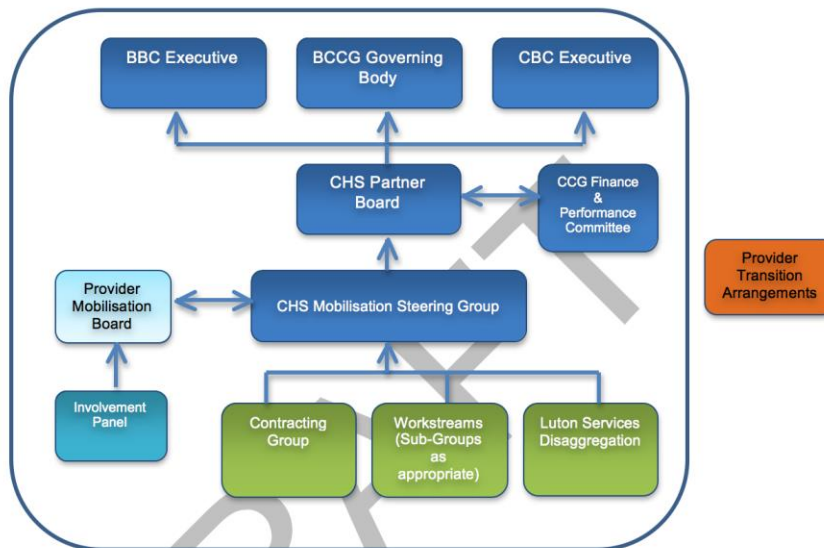 BBC Executive
BCCG Governing
Body
CBC Executive
CHS Partner
Board
CCG Finance
&
Performance
Committee
Provider
Transition
Arrangements
Provider
Mobilisation
Board
CHS Mobilisation Steering Group
Involvement
Panel
Contracting
Group
Workstreams
(Sub-Groups
as
appropriate)
Luton Services
Disaggregation
DRAFT